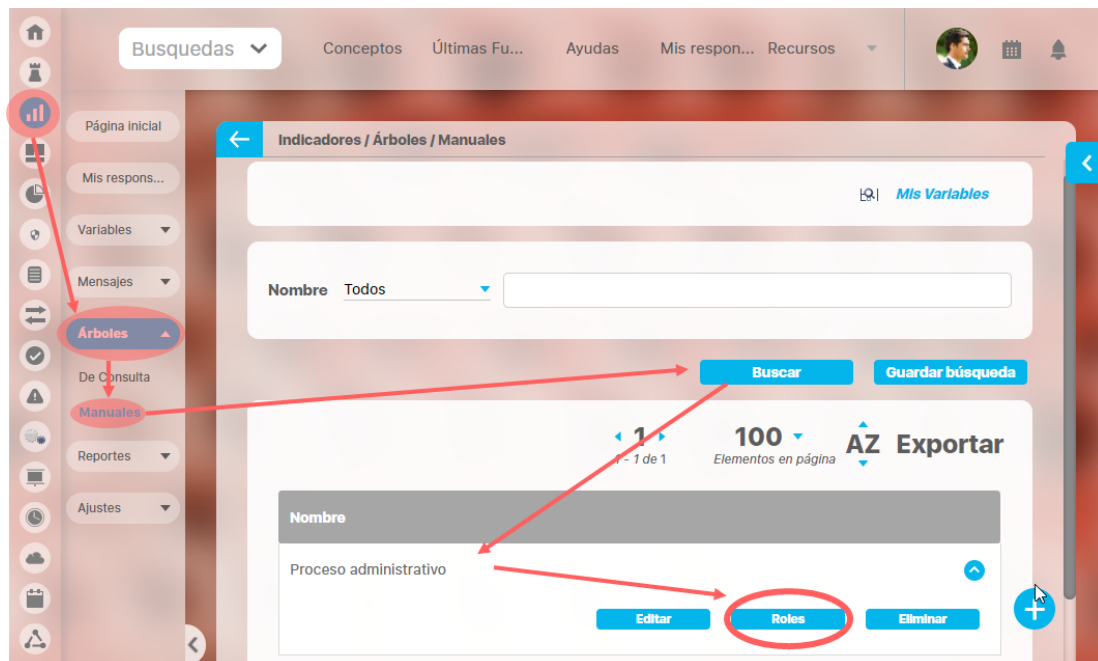 Busquedas
Conceptos
Últimas Fu...
Ayudas
Mis respon...
Recursos
Página inicial
Mis respons...
Variables
Mensajes
Árboles
De Consulta
Manuales
Reportes
Ajustes
Indicadores / Árboles / Manuales
Mis Variables
Nombre Todos
Buscar
Guardar búsqueda
1
1 - 1 de 1
100
Elementos en página
AZ
Exportar
Nombre
Proceso administrativo
Editar
Roles
Eliminar